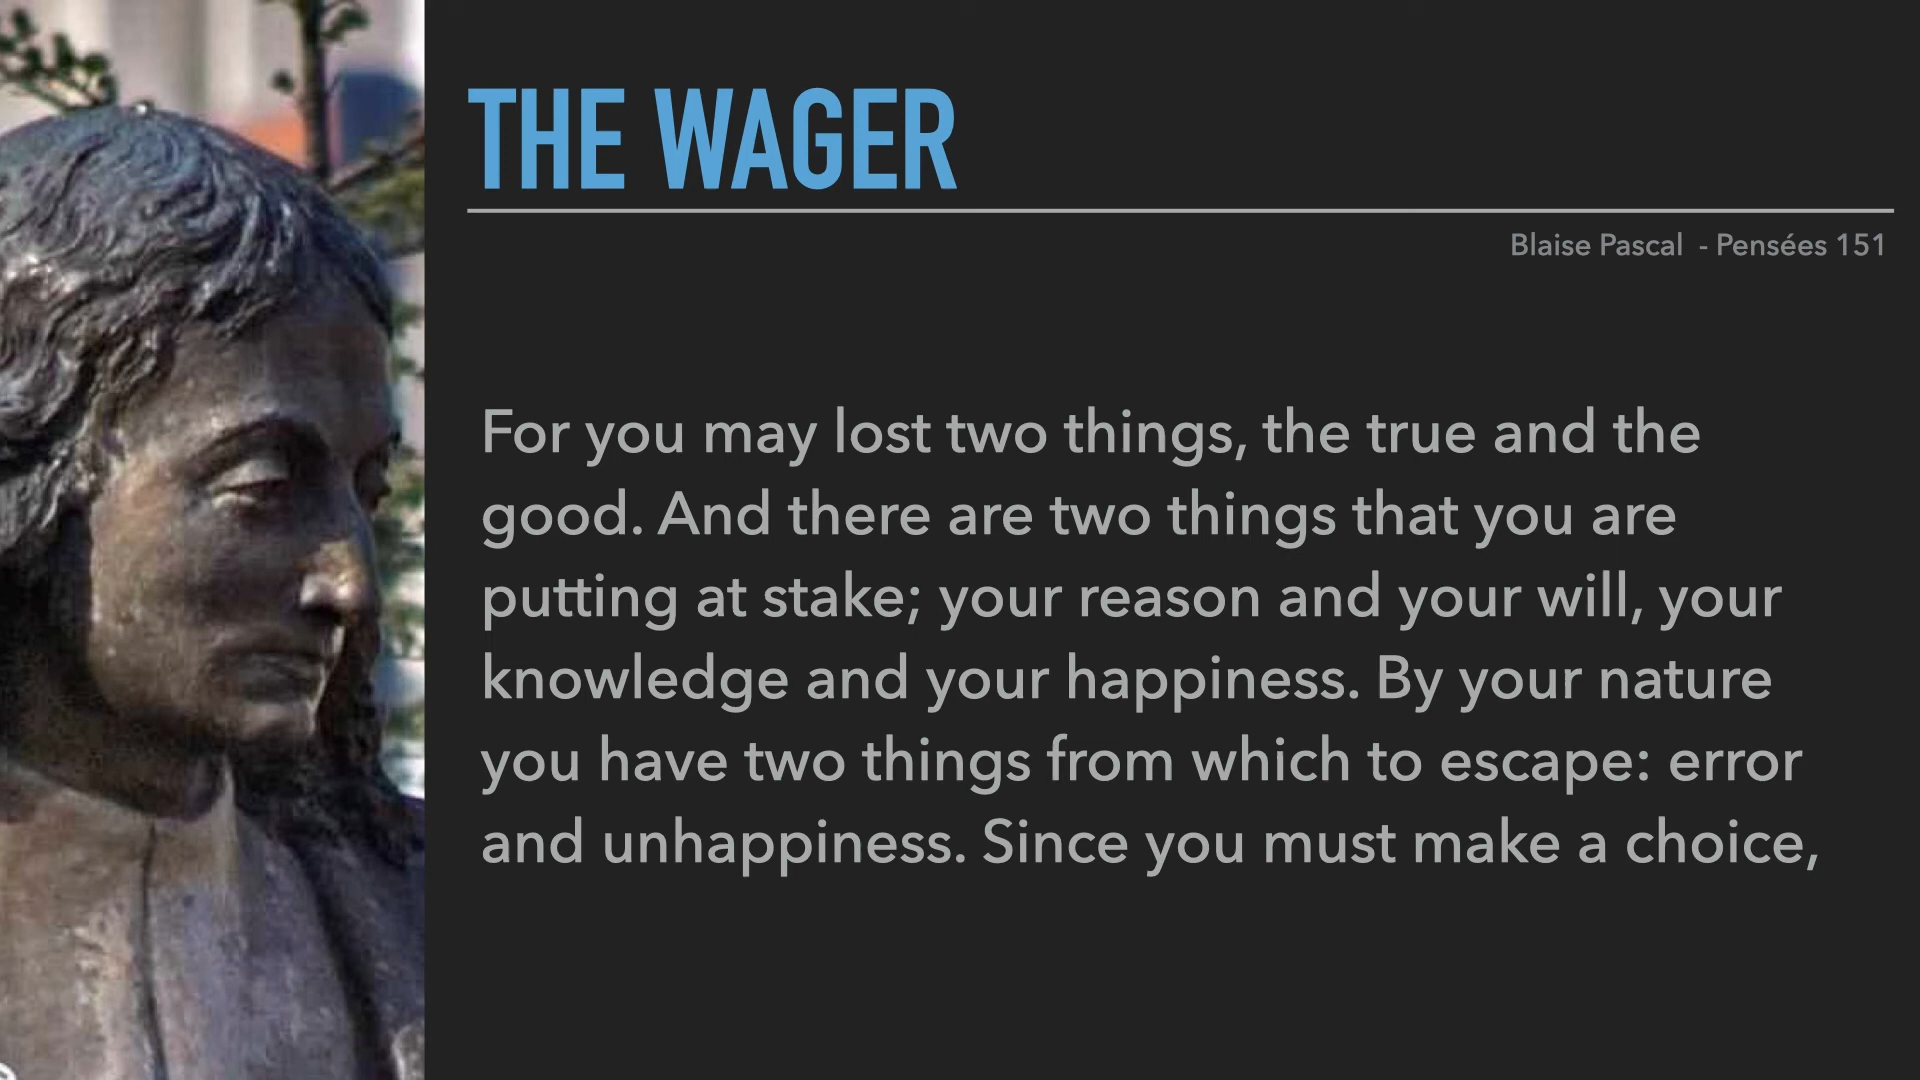 THE WAGER
Blaise Pascal - Pensées 151
For you may lost two things, the true and the
good. And there are two things that you are
putting at stake; your reason and your will, your
knowledge and your happiness. By your nature
you have two things from which to escape: error
and unhappiness. Since you must make a choice,